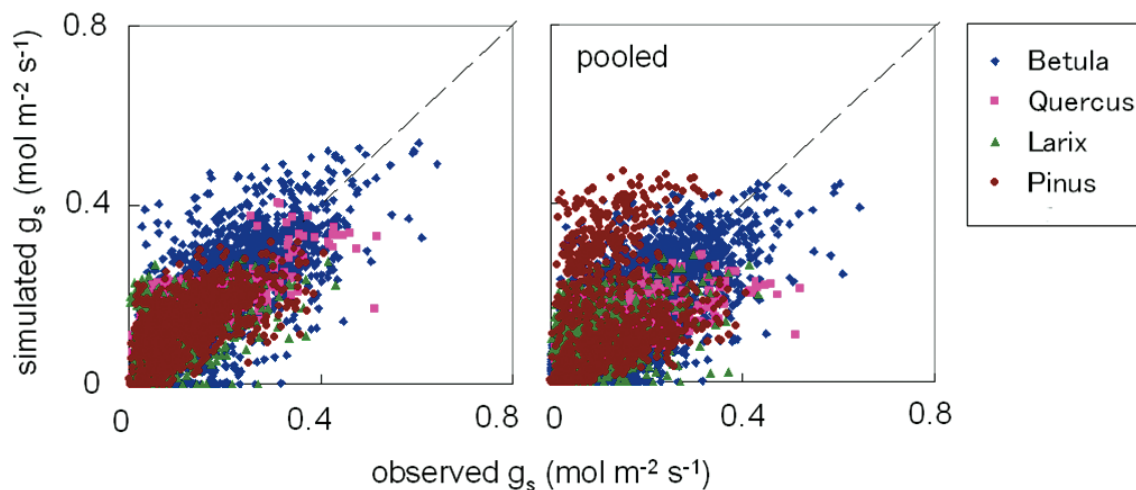 simulated gs (mol m-2 s-1)
0.8
0.4
0
0
0.4
0.8
pooled
0
0.4
0.8
observed gs (mol m-2 s-1)
Betula
Quercus
Larix
Pinus